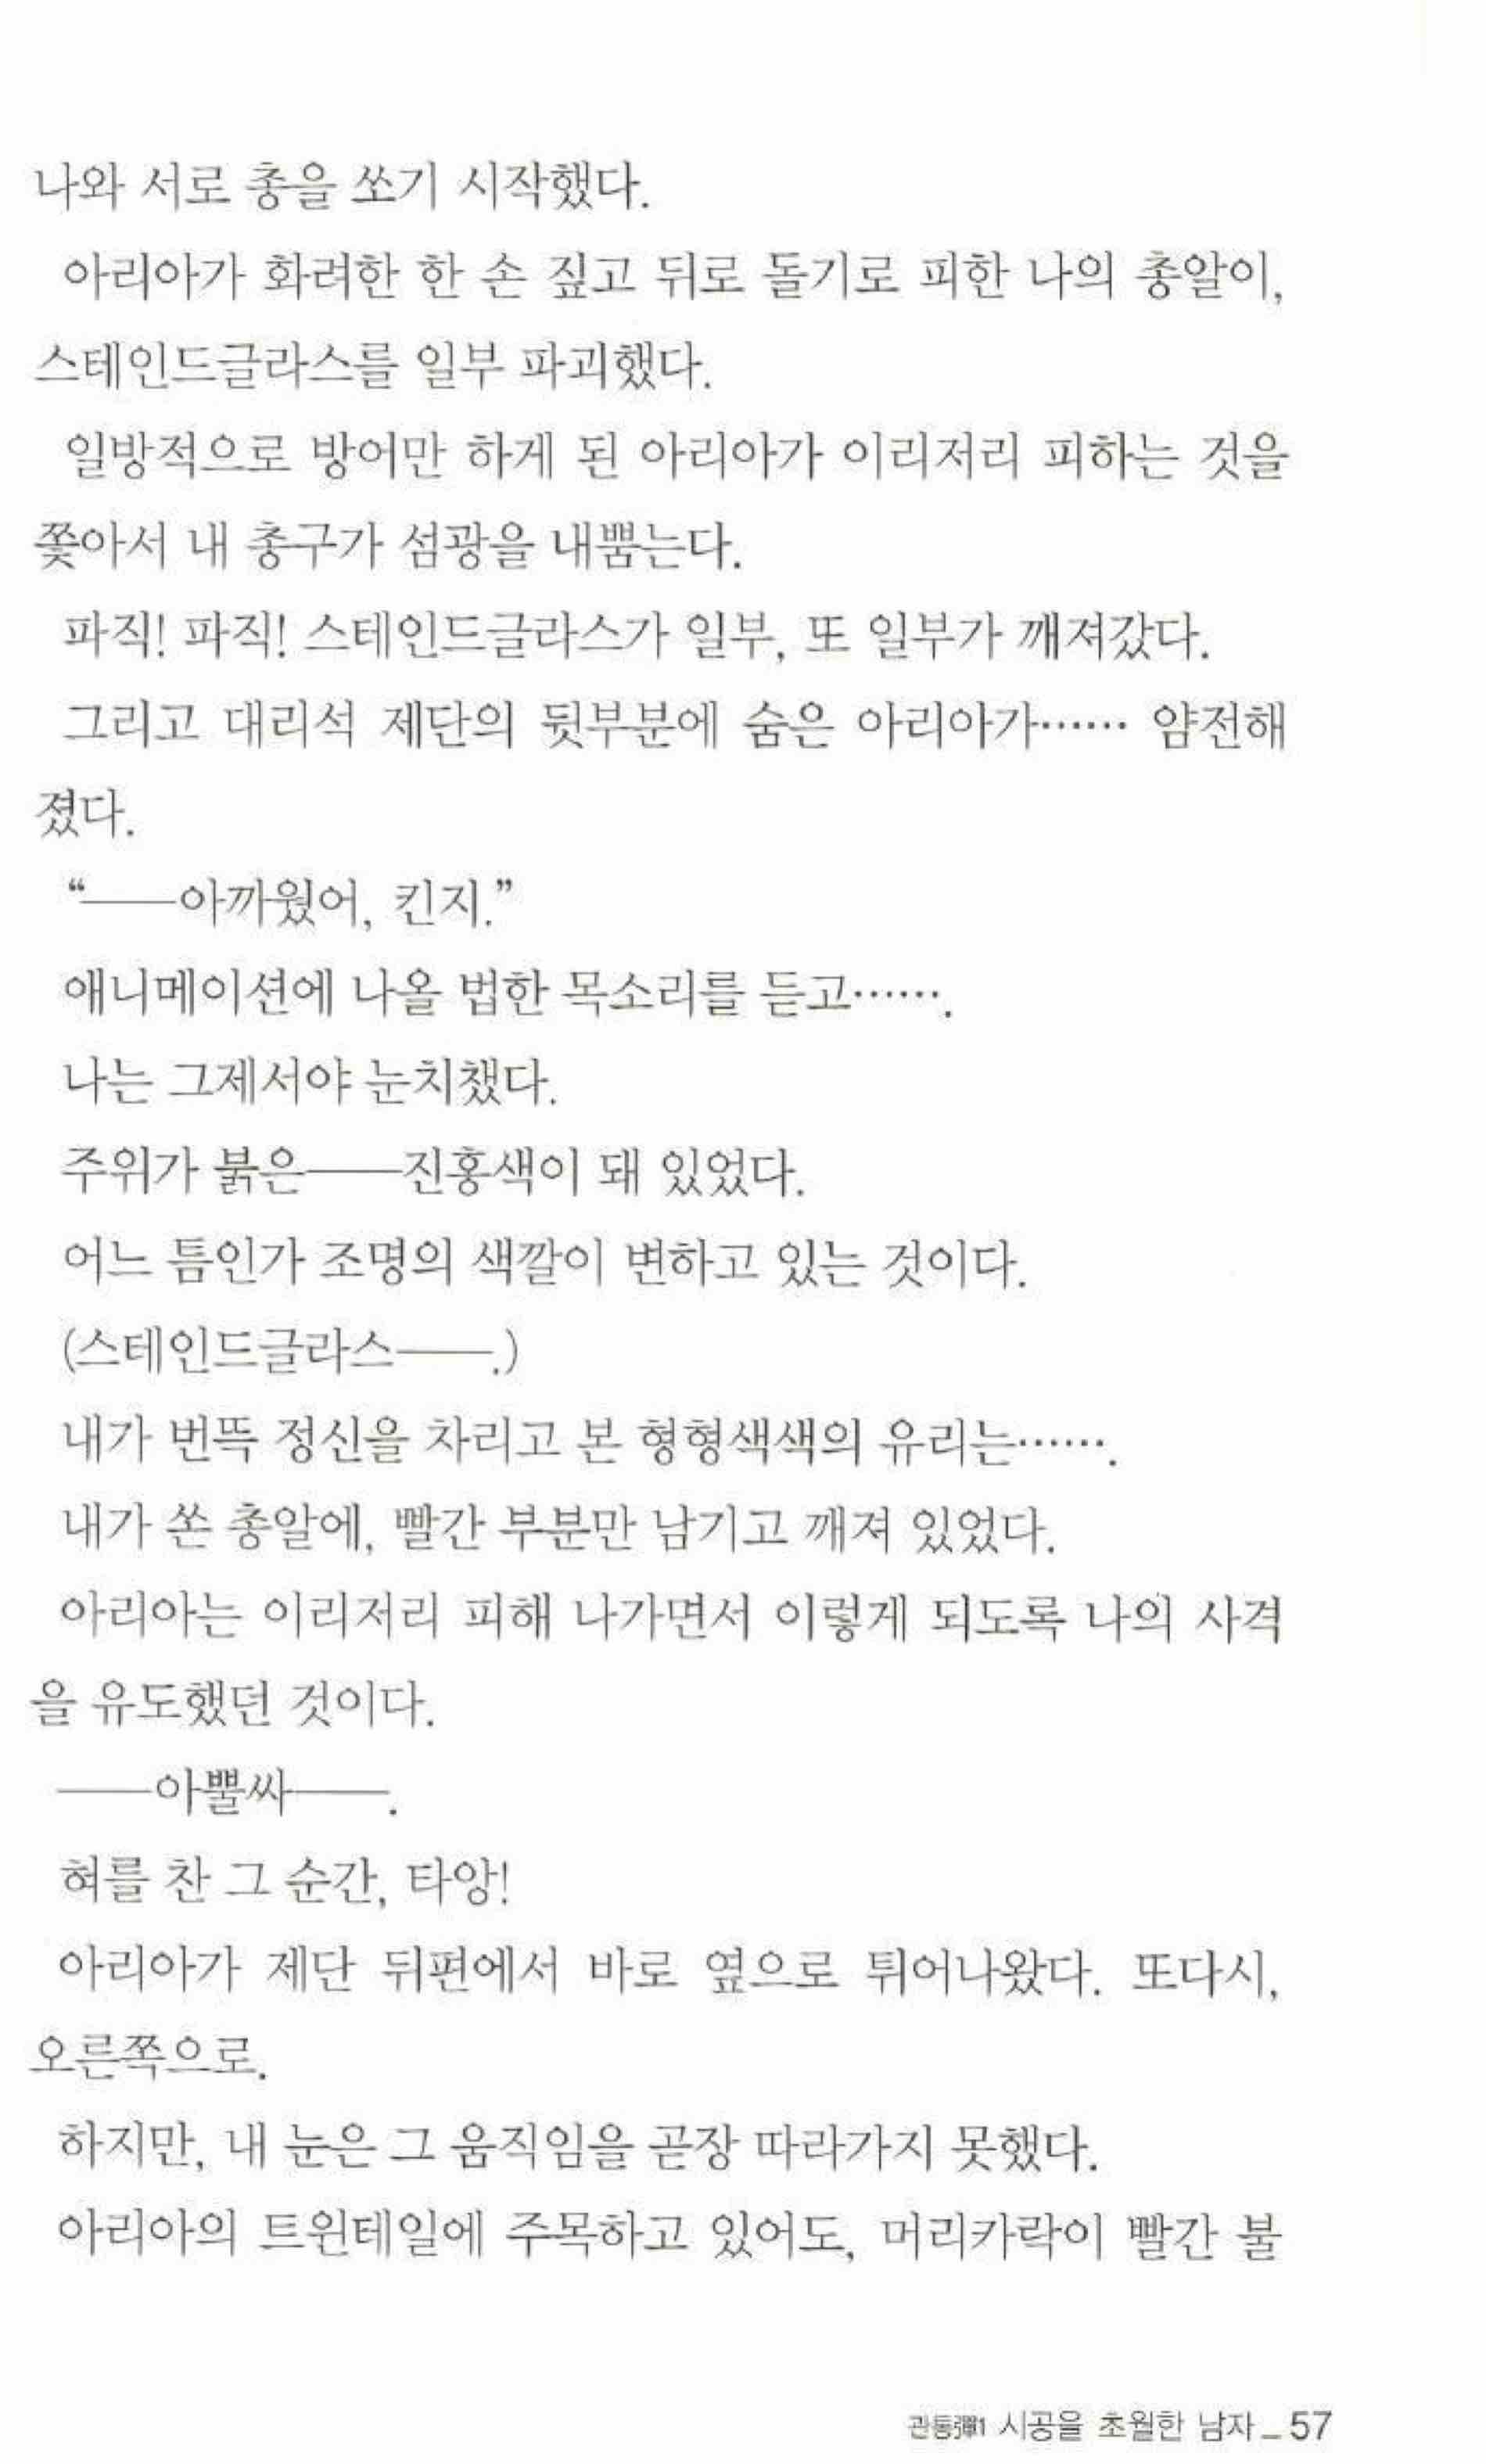 나와 서로 총을 쏘기 시작했다.
아리아가 화려한 한 손 짚고 뒤로 돌기로 피한 나의 총알이,
스테인드글라스를 일부 파괴했다.
일방적으로 방어만 하게 된 아리아가 이리저리 피하는 것을
쫓아서 내 총구가 섬광을 내뿜는다.
파직! 파직! 스테인드글라스가 일부, 또 일부가 깨져갔다.
그리고 대리석 제단의 뒷부분에 숨은 아리아가…… 얌전해
졌다.
“──아까웠어, 킨지.”
애니메이션에 나올 법한 목소리를 듣고…….
나는 그제서야 눈치챘다.
주위가 붉은──진홍색이 돼 있었다.
어느 틈인가 조명의 색깔이 변하고 있는 것이다.
(스테인드글라스──.)
내가 번뜩 정신을 차리고 본 형형색색의 유리는…….
내가 쏜 총알에, 빨간 부분만 남기고 깨져 있었다.
아리아는 이리저리 피해 나가면서 이렇게 되도록 나의 사격
을 유도했던 것이다.
──아뿔싸──.
혀를 찬 그 순간, 타앙!
아리아가 제단 뒤편에서 바로 옆으로 튀어나왔다. 또다시,
오른쪽으로.
하지만, 내 눈은 그 움직임을 곧장 따라가지 못했다.
아리아의 트윈테일에 주목하고 있어도, 머리카락이 빨간 불
관통彈1 시공을 초월한 남자_57